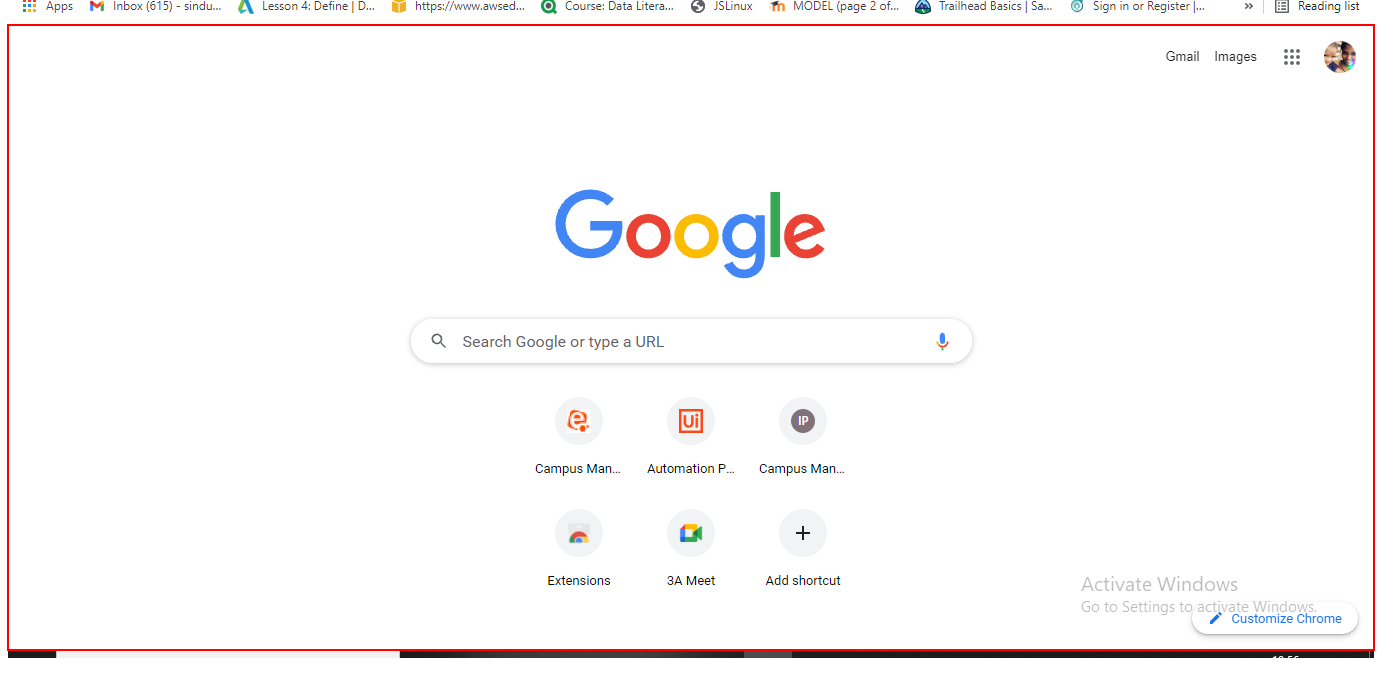 Apps Inbox (615) - sindu... Lesson 4: Define | D... https://www.awsed... Course: Data Litera... JSLinux MODEL (page 2 of... Trailhead Basics | Sa... Sign in or Register |... » Reading list
Gmail Images
Google
Search Google or type a URL
Ui IP
Campus Man... Automation P... Campus Man...
Extensions 3A Meet Add shortcut
Activate Windows
Go to Settings to activate Windows.
Customize Chrome